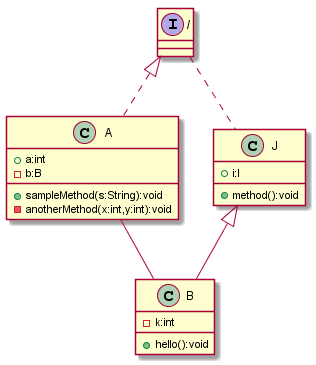 I I
C A
a:int
b:B
sampleMethod(s:String):void
anotherMethod(x:int,y:int):void
C J
i:I
method():void
C B
k:int
hello():void